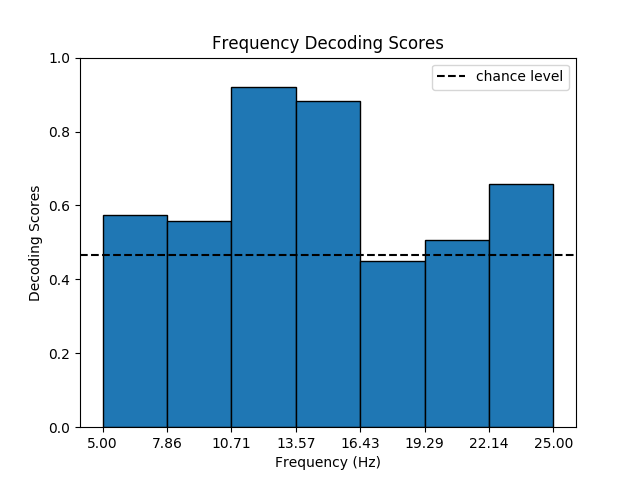 Frequency Decoding Scores
chance level
Decoding Scores
1.0
0.8
0.6
0.4
0.2
0.0
5.00 7.86 10.71 13.57 16.43 19.29 22.14 25.00
Frequency (Hz)